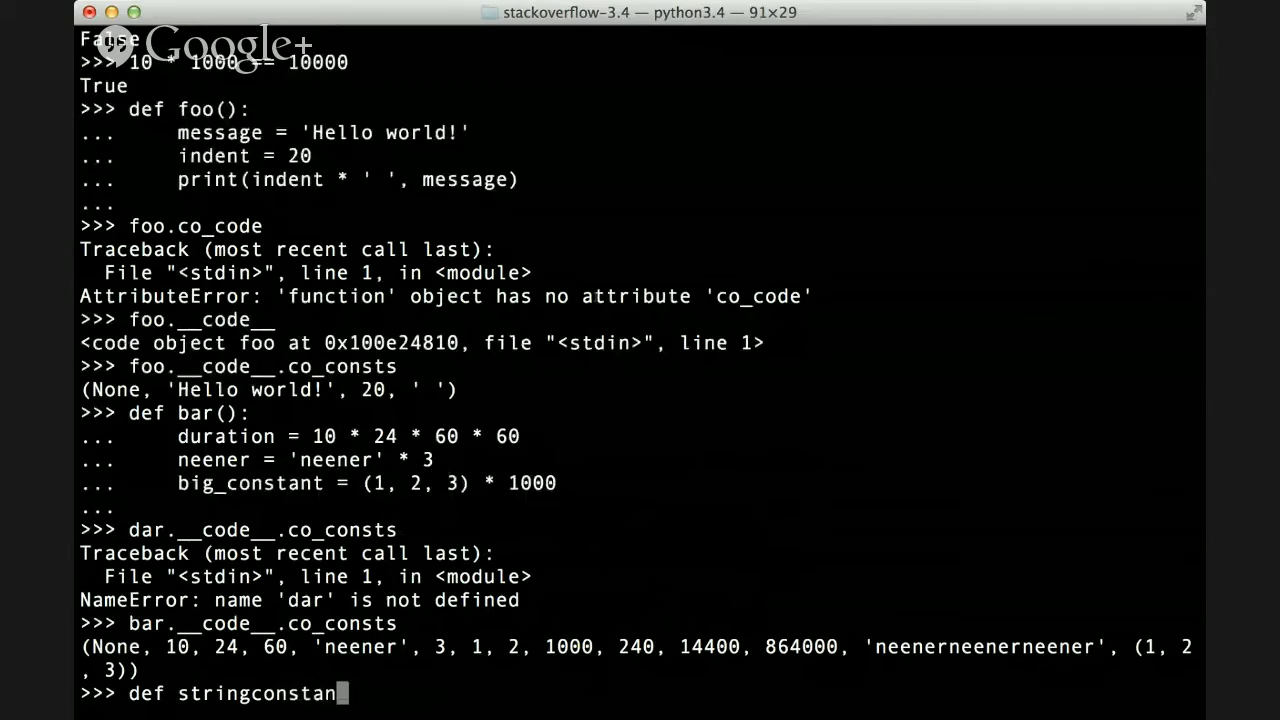 stackoverflow-3.4 — python3.4 — 91×29
False
Google+
>>> 10 * 1000 == 10000
True
>>> def foo():
...     message = 'Hello world!'
...     indent = 20
...     print(indent * ' ', message)
...
>>> foo.co_code
Traceback (most recent call last):
  File "<stdin>", line 1, in <module>
AttributeError: 'function' object has no attribute 'co_code'
>>> foo.__code__
<code object foo at 0x100e24810, file "<stdin>", line 1>
>>> foo.__code__.co_consts
(None, 'Hello world!', 20, ' ')
>>> def bar():
...     duration = 10 * 24 * 60 * 60
...     neener = 'neener' * 3
...     big_constant = (1, 2, 3) * 1000
...
>>> dar.__code__.co_consts
Traceback (most recent call last):
  File "<stdin>", line 1, in <module>
NameError: name 'dar' is not defined
>>> bar.__code__.co_consts
(None, 10, 24, 60, 'neener', 3, 1, 2, 1000, 240, 14400, 864000, 'neenerneenerneener', (1, 2
, 3))
>>> def stringconstan